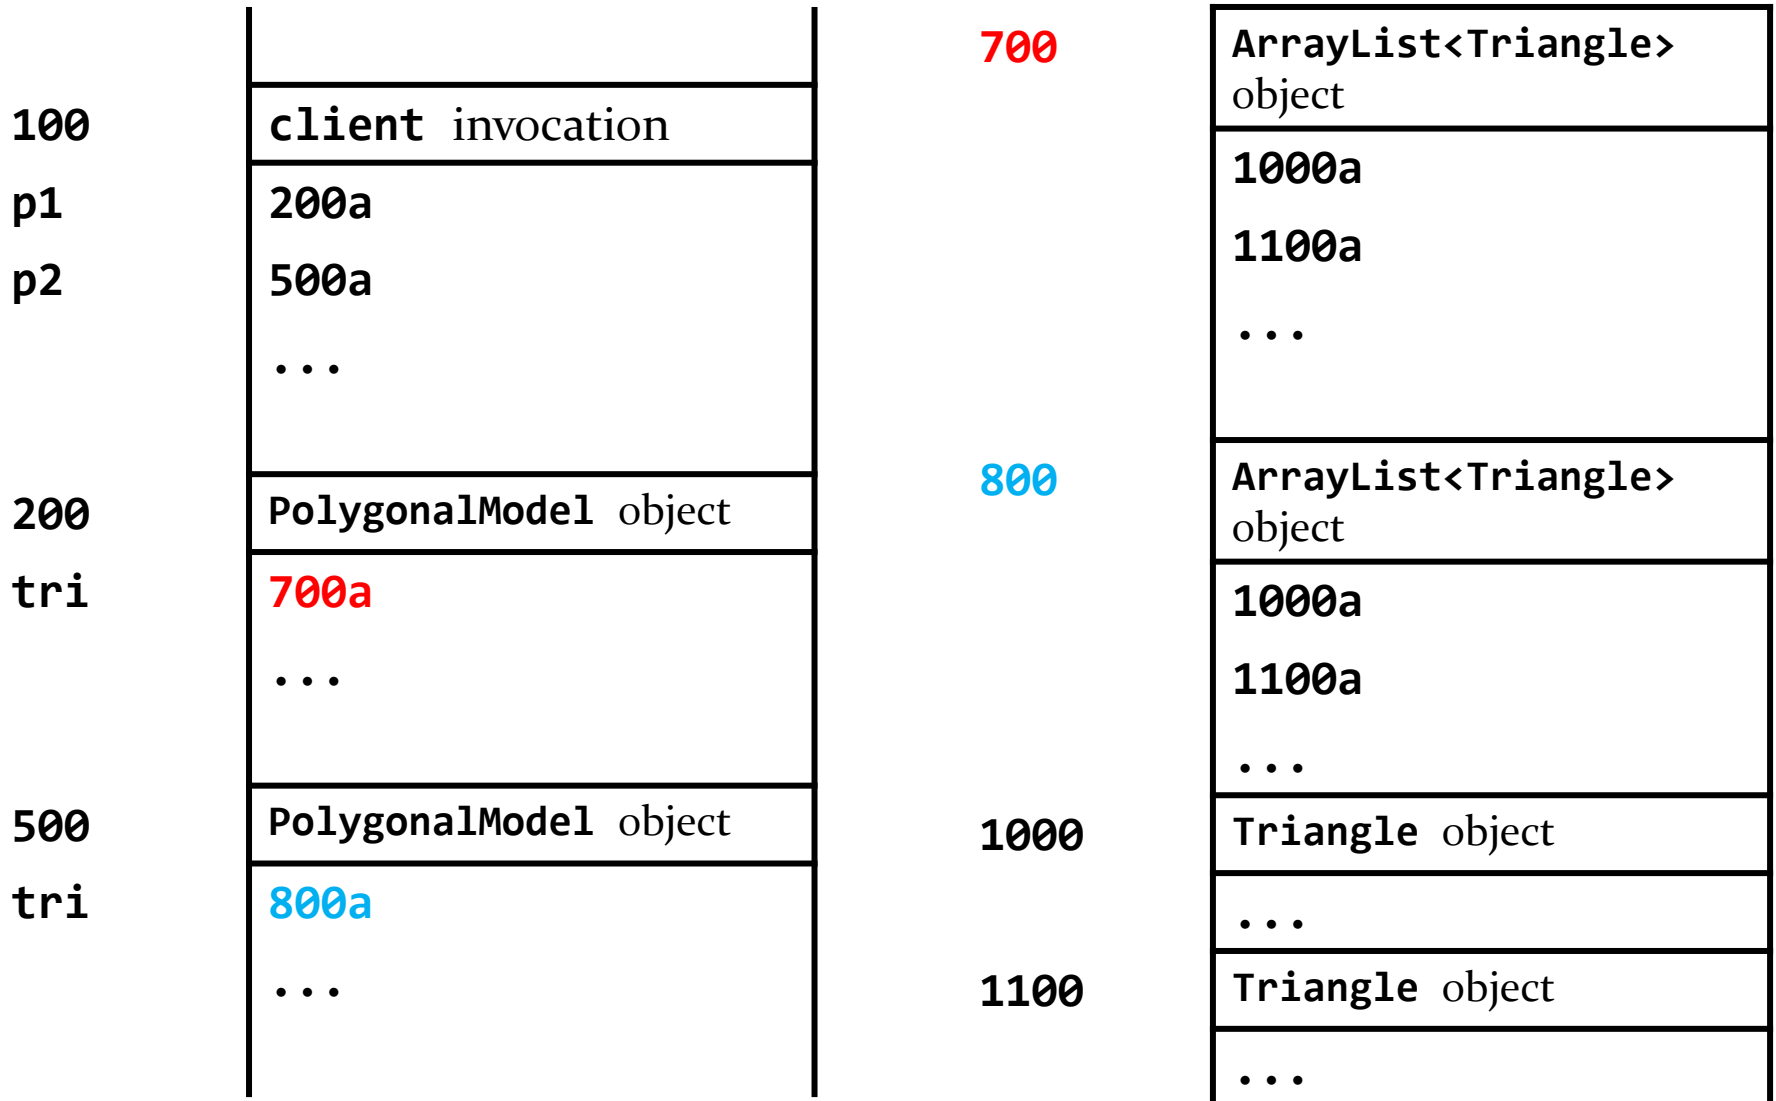 100 client invocation
p1 200a
p2 500a
...
200 PolygonalModel object
tri 700a
...
500 PolygonalModel object
tri 800a
...
700 ArrayList<Triangle>
object
1000a
1100a
...
800 ArrayList<Triangle>
object
1000a
1100a
...
1000 Triangle object
...
1100 Triangle object
...